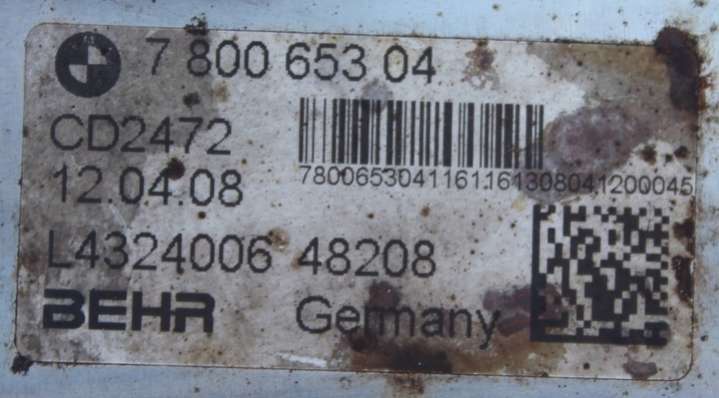 7 800 653 04
CD2472
7800653041161161308041200045
12.04.08
L4324006 48208
BEHR Germany